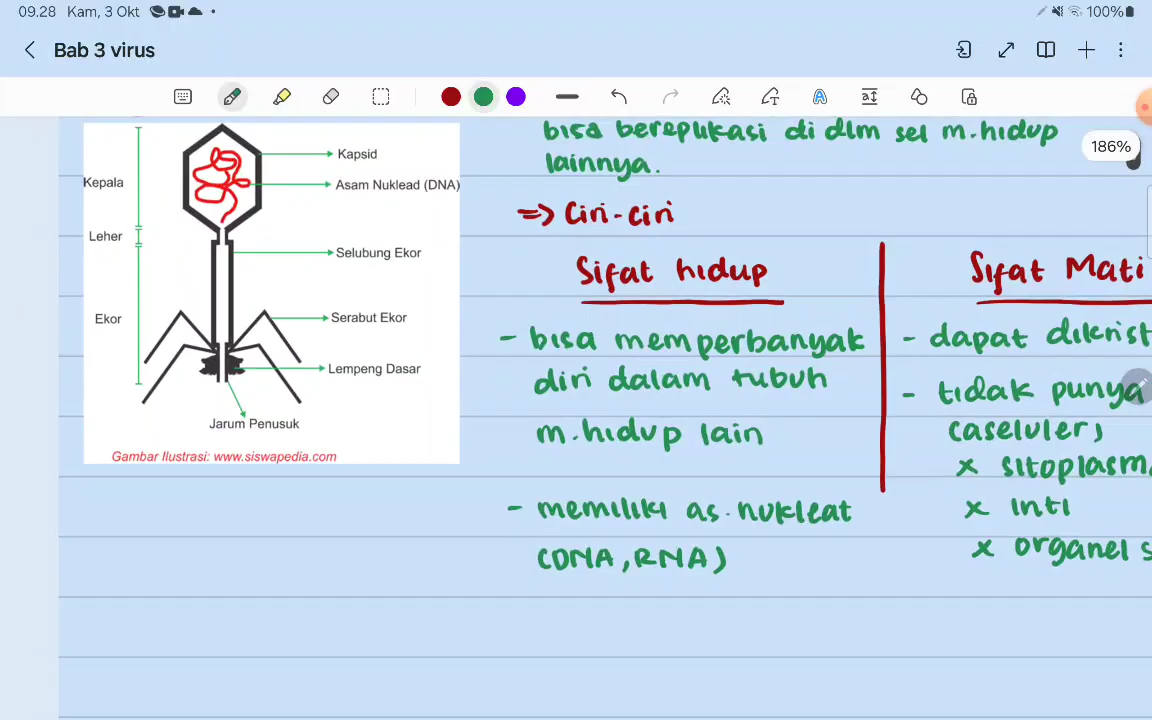 09.28 Kam, 3 Okt
100%
Bab 3 virus
186%
Kapsid
Kepala
Asam Nuklead (DNA)
Leher
Selubung Ekor
Ekor
Serabut Ekor
Lempeng Dasar
Jarum Penusuk
Gambar Ilustrasi: www.siswapedia.com
bisa bereplikasi di dlm sel m.hidup
lainnya.
=> Ciri-ciri
Sifat hidup
- bisa memperbanyak
diri dalam tubuh
m.hidup lain
- memiliki as.nukleat
(DNA, RNA)
Sifat Mati
- dapat dikrist
- tidak punya
(aseluler)
x sitoplasm
x inti
x organel s